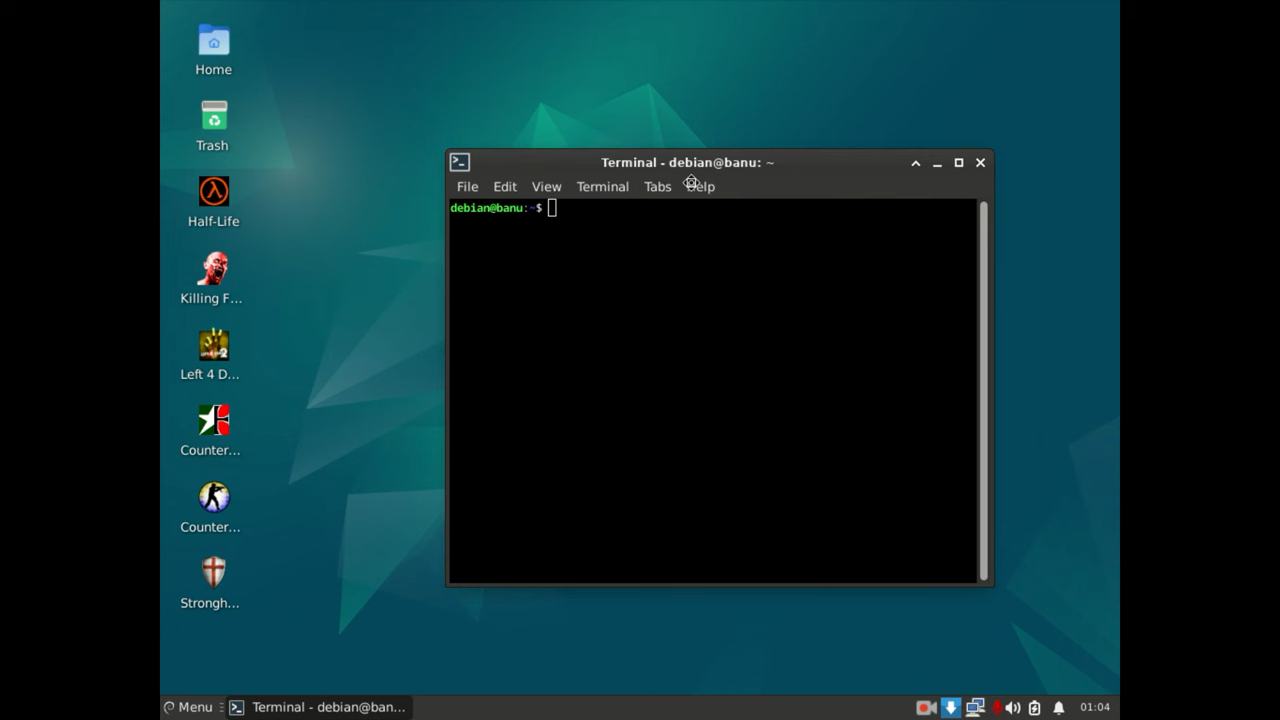 Home
Trash
Half-Life
Killing F...
Left 4 D...
Counter...
Counter...
Strongh...
Terminal - debian@banu: ~
File Edit View Terminal Tabs Help
debian@banu:~$
Menu Terminal - debian@ban... 01:04